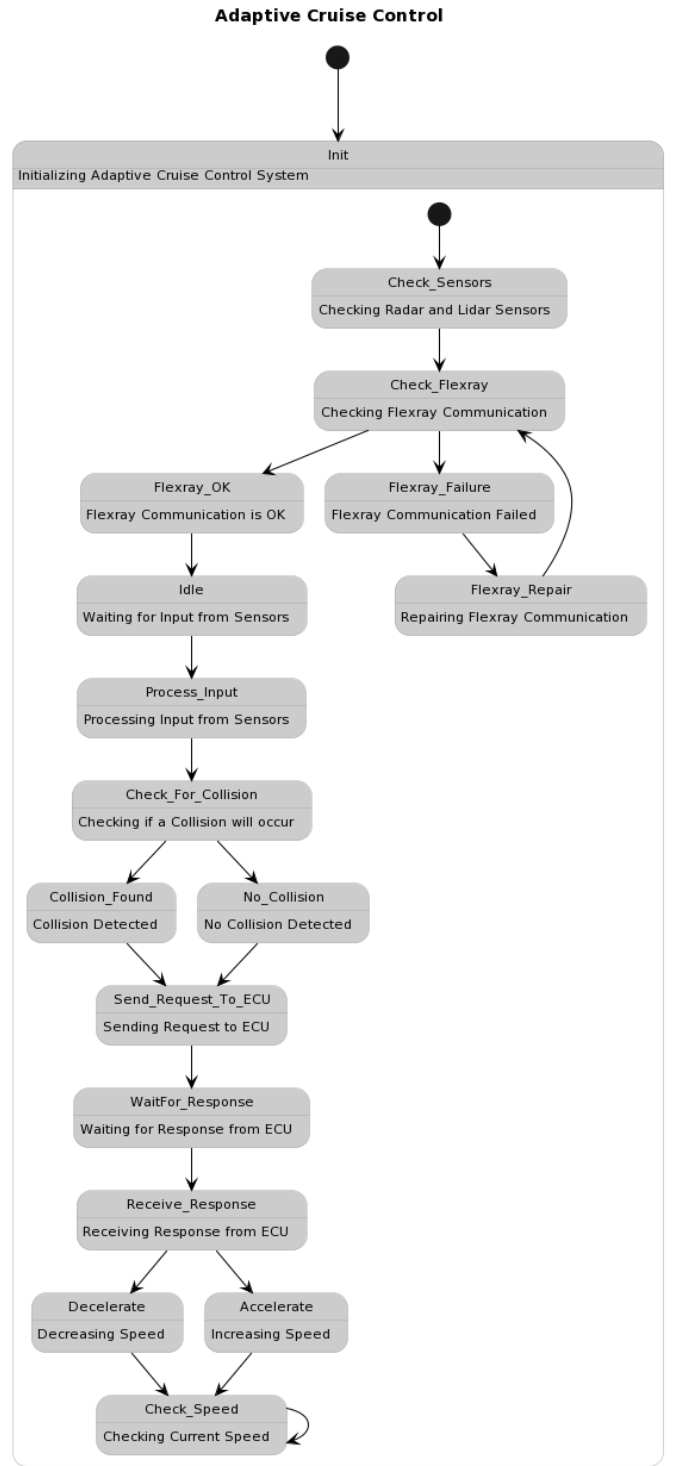 Adaptive Cruise Control
Init
Initializing Adaptive Cruise Control System
Check_Sensors
Checking Radar and Lidar Sensors
Check_Flexray
Checking Flexray Communication
Flexray_OK
Flexray Communication is OK
Flexray_Failure
Flexray Communication Failed
Idle
Waiting for Input from Sensors
Flexray_Repair
Repairing Flexray Communication
Process_Input
Processing Input from Sensors
Check_For_Collision
Checking if a Collision will occur
Collision_Found
Collision Detected
No_Collision
No Collision Detected
Send_Request_To_ECU
Sending Request to ECU
WaitFor_Response
Waiting for Response from ECU
Receive_Response
Receiving Response from ECU
Decelerate
Decreasing Speed
Accelerate
Increasing Speed
Check_Speed
Checking Current Speed